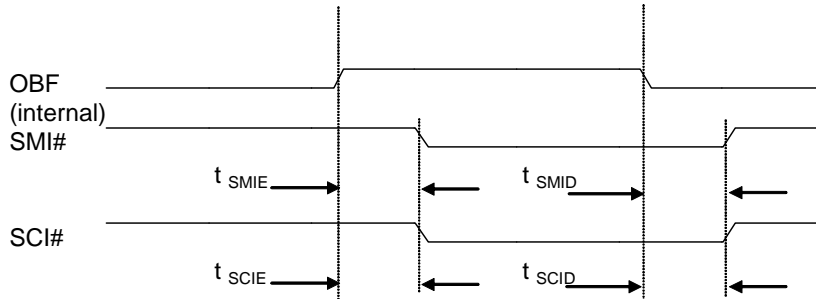 OBF
(internal)
SMI#
t SMIE
t SMID
SCI#
t SCIE
t SCID